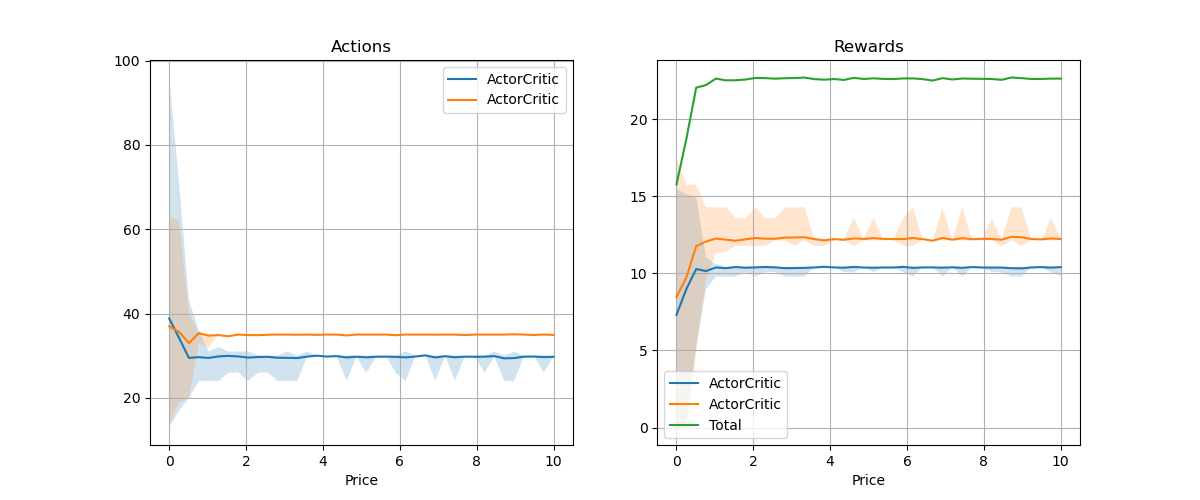 Actions
100
80
60
40
20
0 2 4 6 8 10
Price
ActorCritic
ActorCritic
Rewards
20
15
10
5
0
0 2 4 6 8 10
Price
ActorCritic
ActorCritic
Total